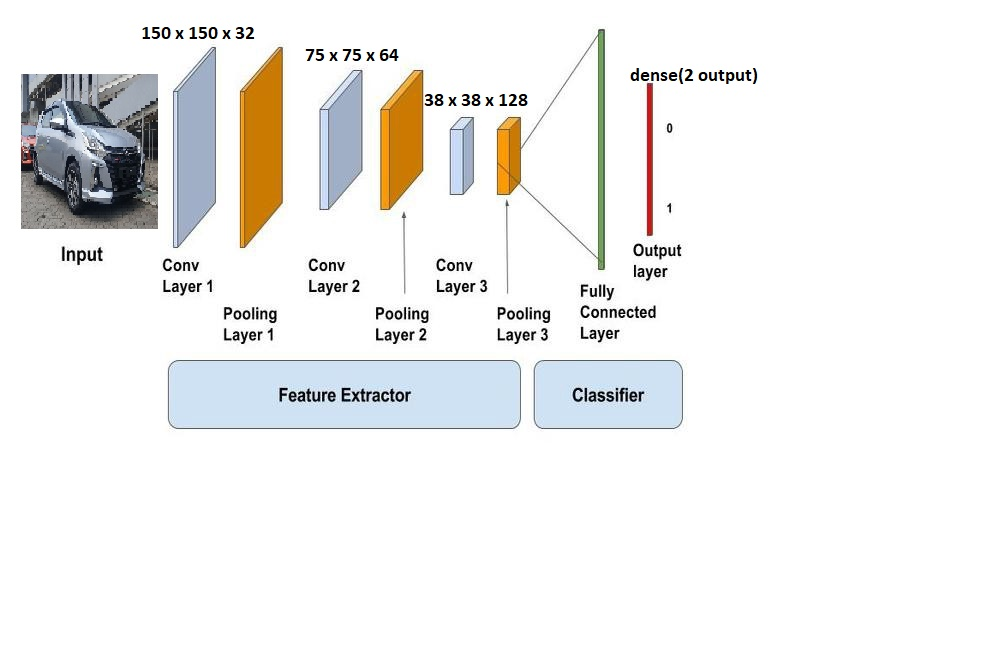 150 x 150 x 32
75 x 75 x 64
38 x 38 x 128
dense(2 output)
0
1
Input
Conv
Layer 1
Pooling
Layer 1
Conv
Layer 2
Pooling
Layer 2
Conv
Layer 3
Pooling
Layer 3
Fully
Connected
Layer
Output
layer
Feature Extractor
Classifier